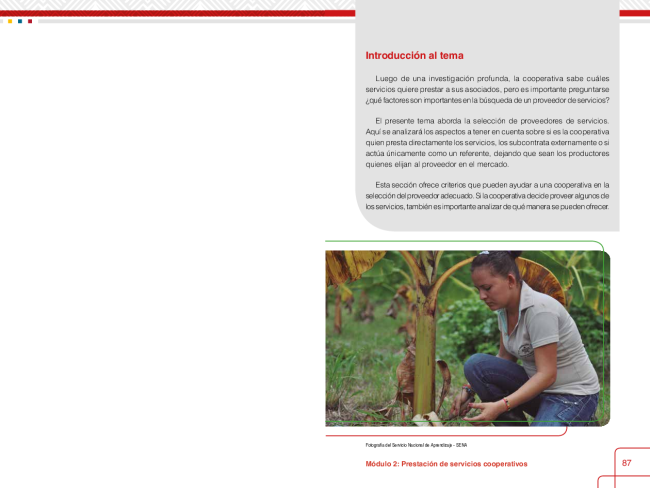 Introducción al tema
Luego de una investigación profunda, la cooperativa sabe cuáles
servicios quiere prestar a sus asociados, pero es importante preguntarse
¿qué factores son importantes en la búsqueda de un proveedor de servicios?
El presente tema aborda la selección de proveedores de servicios.
Aquí se analizará los aspectos a tener en cuenta sobre si es la cooperativa
quien presta directamente los servicios, los subcontrata externamente o si
actúa únicamente como un referente, dejando que sean los productores
quienes elijan al proveedor en el mercado.
Esta sección ofrece criterios que pueden ayudar a una cooperativa en la
selección del proveedor adecuado. Si la cooperativa decide proveer algunos de
los servicios, también es importante analizar de qué manera se pueden ofrecer.
Fotografía del Servicio Nacional de Aprendizaje - SENA
Módulo 2: Prestación de servicios cooperativos
87